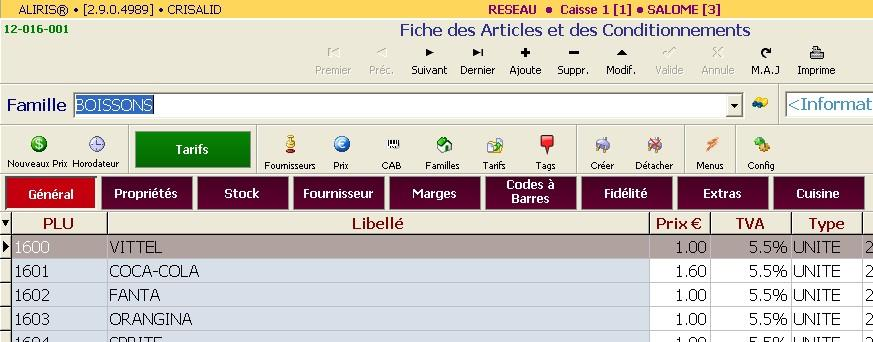 ALIRIS® • [2.9.0.4989] • CRISALID RESEAU • Caisse 1 [1] • SALOME [3]
12-016-001
Fiche des Articles et des Conditionnements
Premier Préc. Suivant Dernier Ajoute Suppr. Modif. Valide Annule M.A.J Imprime
Famille BOISSONS <Informat
Nouveaux Prix Horodateur Tarifs Fournisseurs Prix CAB Familles Tarifs Tags Créer Détacher Menus Config
Général Propriétés Stock Fournisseur Marges Codes à Barres Fidélité Extras Cuisine
PLU Libellé Prix € TVA Type
1600 VITTEL 1.00 5.5% UNITE 2
1601 COCA-COLA 1.60 5.5% UNITE 2
1602 FANTA 1.00 5.5% UNITE 2
1603 ORANGINA 1.00 5.5% UNITE 2